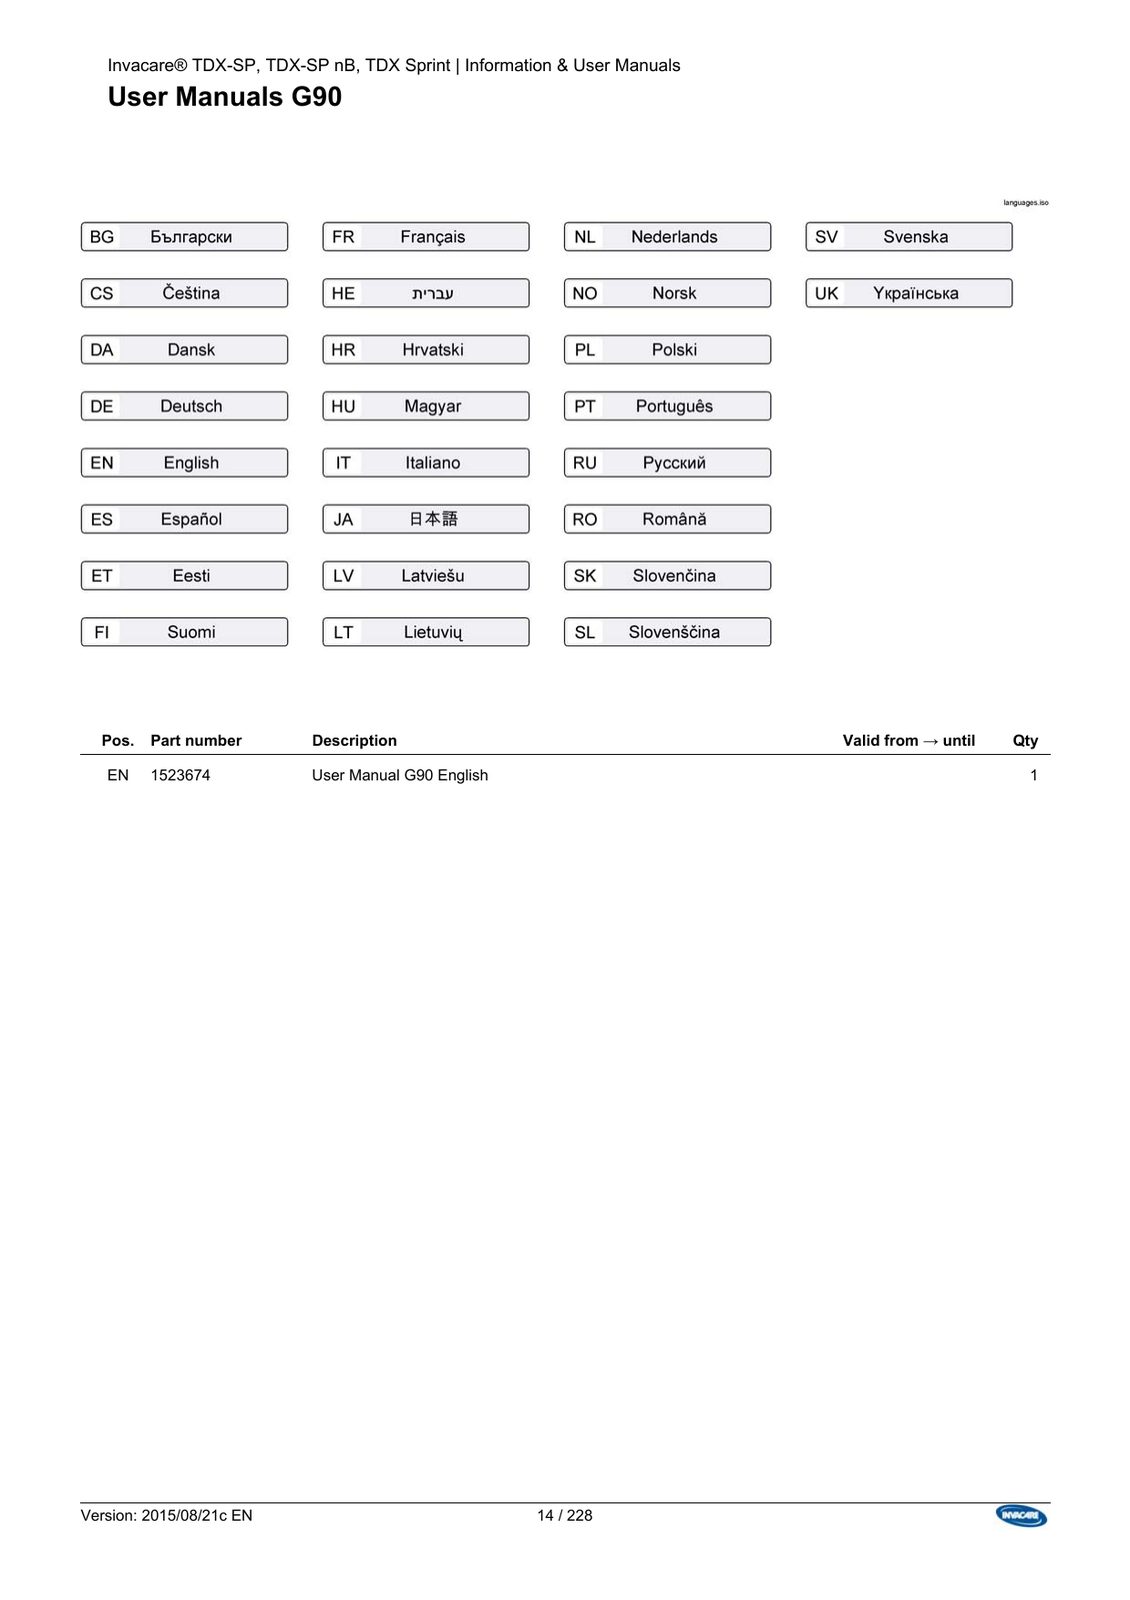 Invacare® TDX-SP, TDX-SP nB, TDX Sprint | Information & User Manuals
User Manuals G90
languages.iso
BG Български
FR Français
NL Nederlands
SV Svenska
CS Čeština
HE עברית
NO Norsk
UK Yкраїнська
DA Dansk
HR Hrvatski
PL Polski
DE Deutsch
HU Magyar
PT Português
EN English
IT Italiano
RU Русский
ES Español
JA 日本語
RO Română
ET Eesti
LV Latviešu
SK Slovenčina
FI Suomi
LT Lietuvių
SL Slovenščina
Pos. Part number Description Valid from → until Qty
EN 1523674 User Manual G90 English 1
Version: 2015/08/21c EN 14 / 228 INVACARE